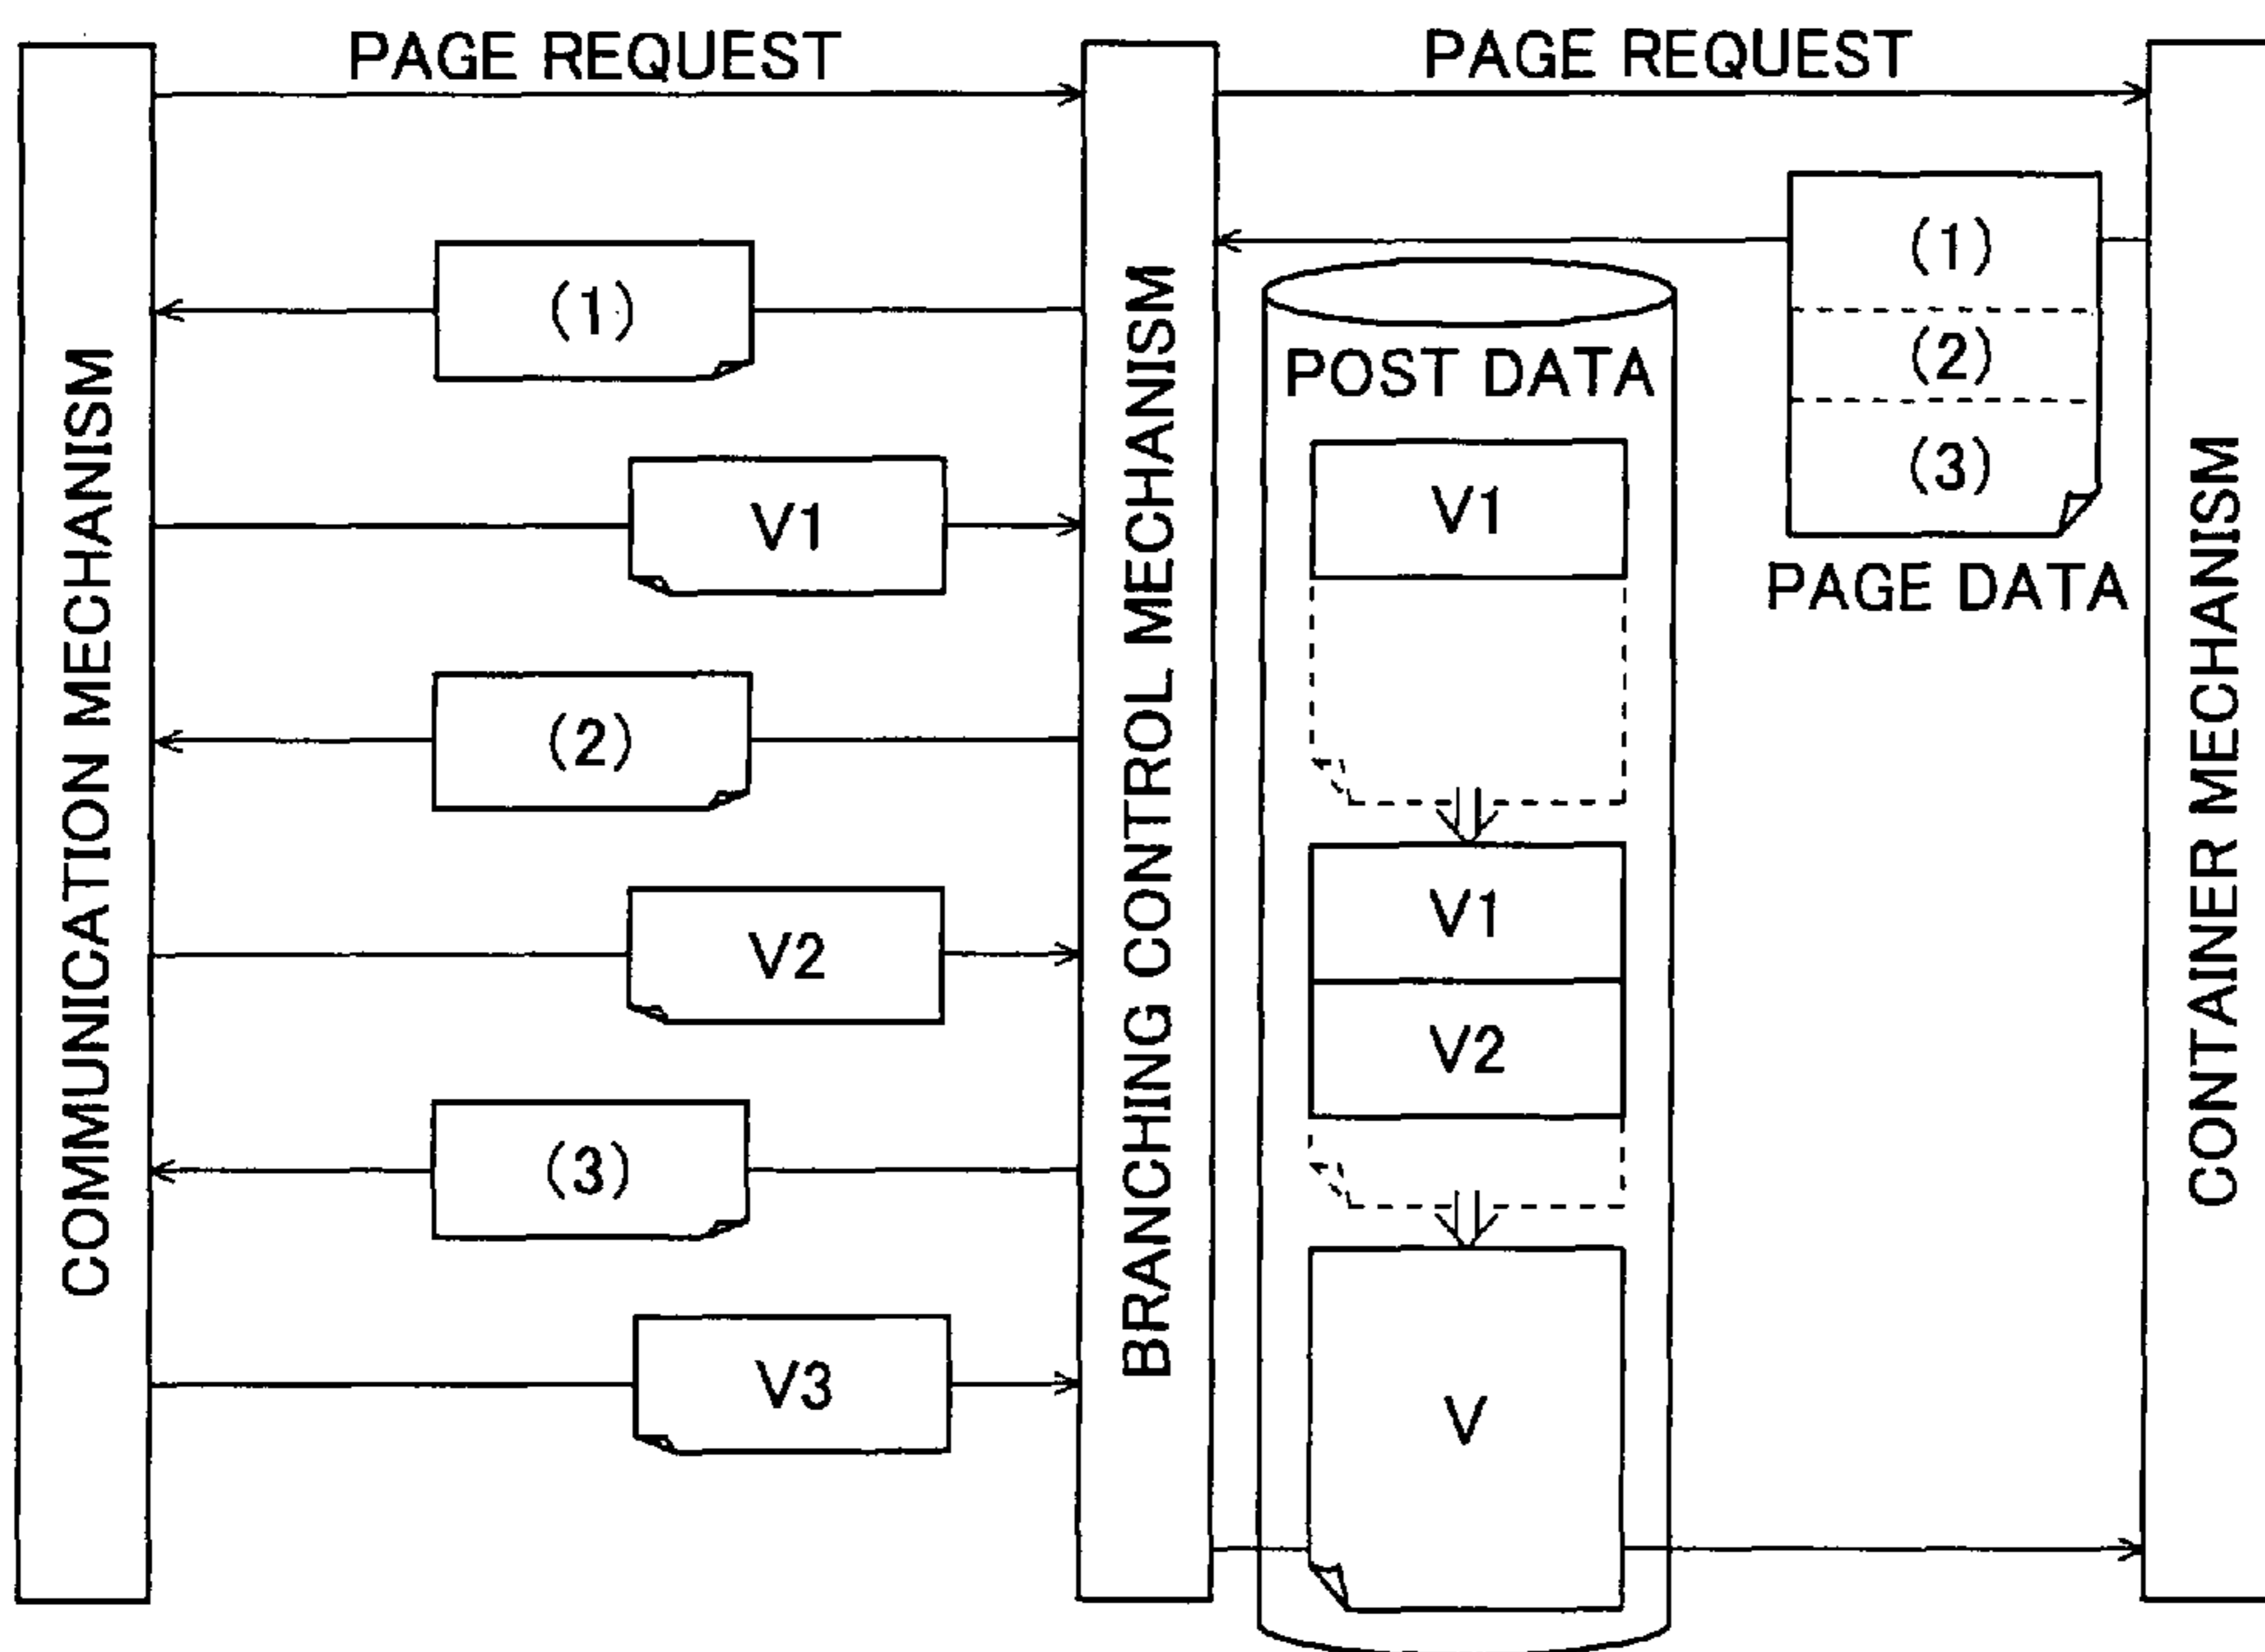 PAGE REQUEST
PAGE REQUEST
COMMUNICATION MECHANISM
BRANCHING CONTROL MECHANISM
CONTAINER MECHANISM
(1)
(2)
(3)
PAGE DATA
(1)
V1
(2)
V2
(3)
V3
POST DATA
V1
V1
V2
V